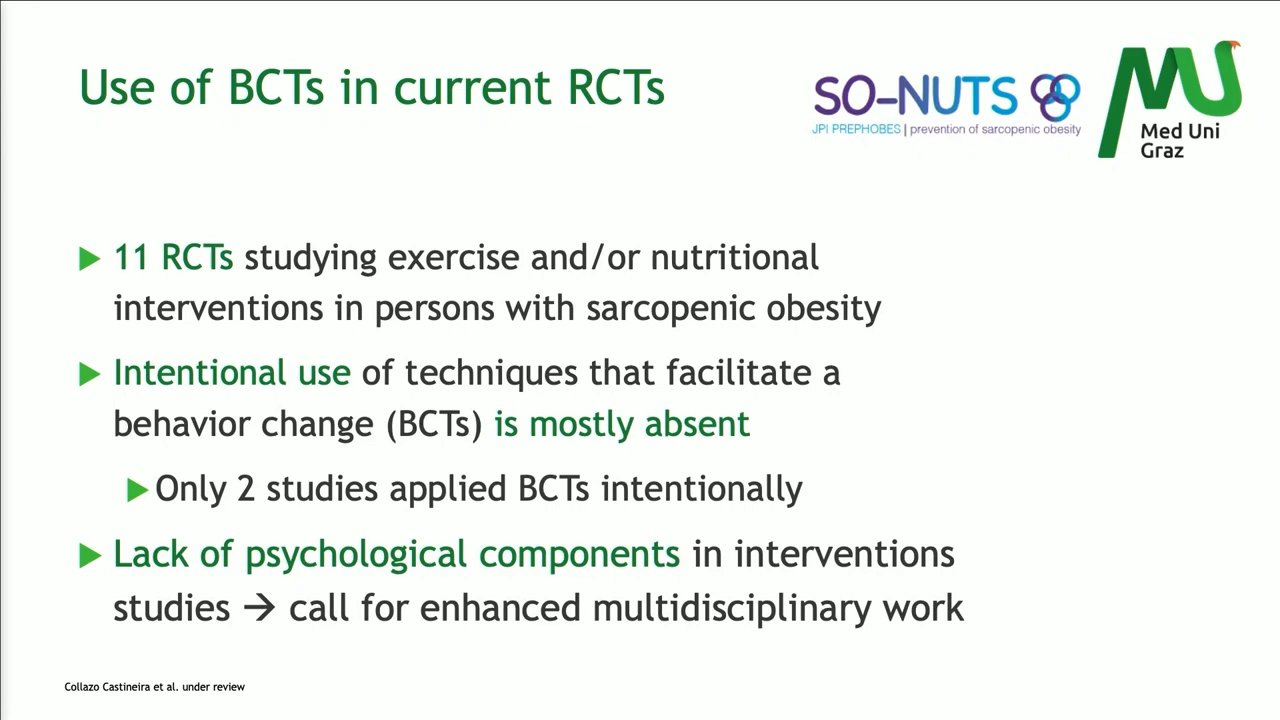 Use of BCTs in current RCTs
SO-NUTS
JPI PREPHOBES | prevention of sarcopenic obesity
Med Uni
Graz
▶ 11 RCTs studying exercise and/or nutritional
interventions in persons with sarcopenic obesity
▶ Intentional use of techniques that facilitate a
behavior change (BCTs) is mostly absent
▶ Only 2 studies applied BCTs intentionally
▶ Lack of psychological components in interventions
studies → call for enhanced multidisciplinary work
Collazo Castineira et al. under review